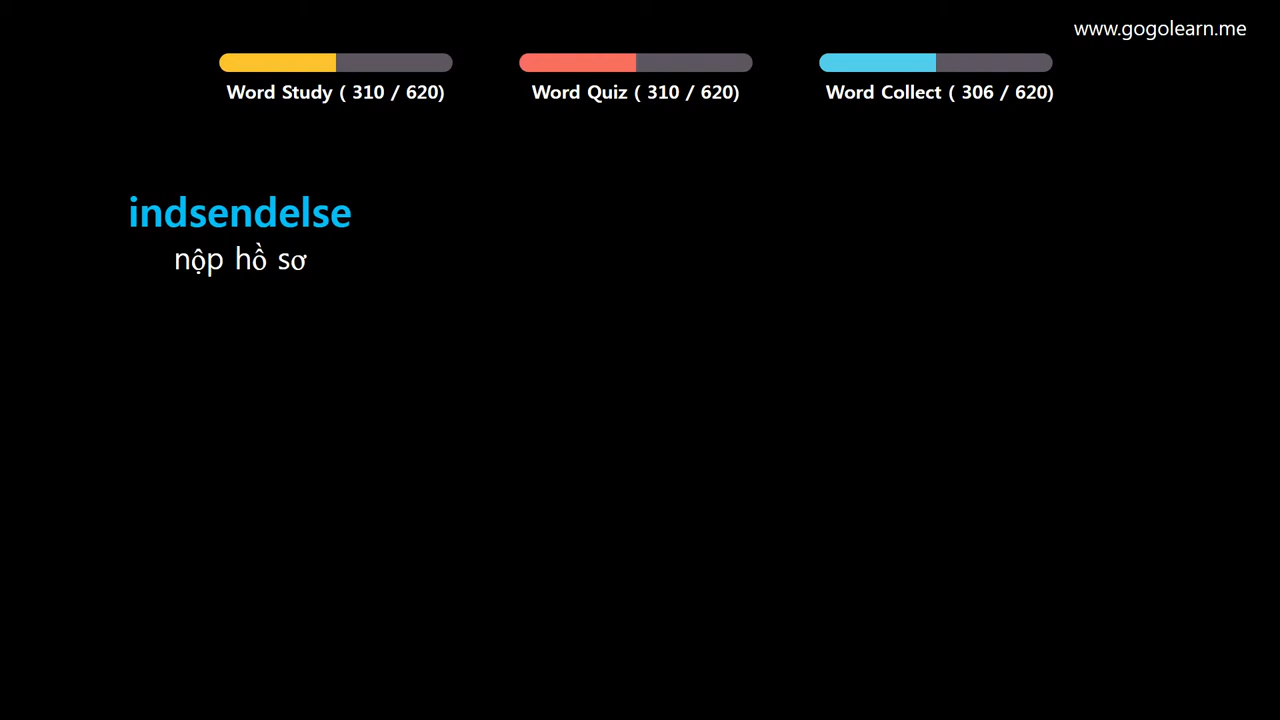 www.gogolearn.me
Word Study ( 310 / 620)
Word Quiz ( 310 / 620)
Word Collect ( 306 / 620)
indsendelse
nộp hồ sơ